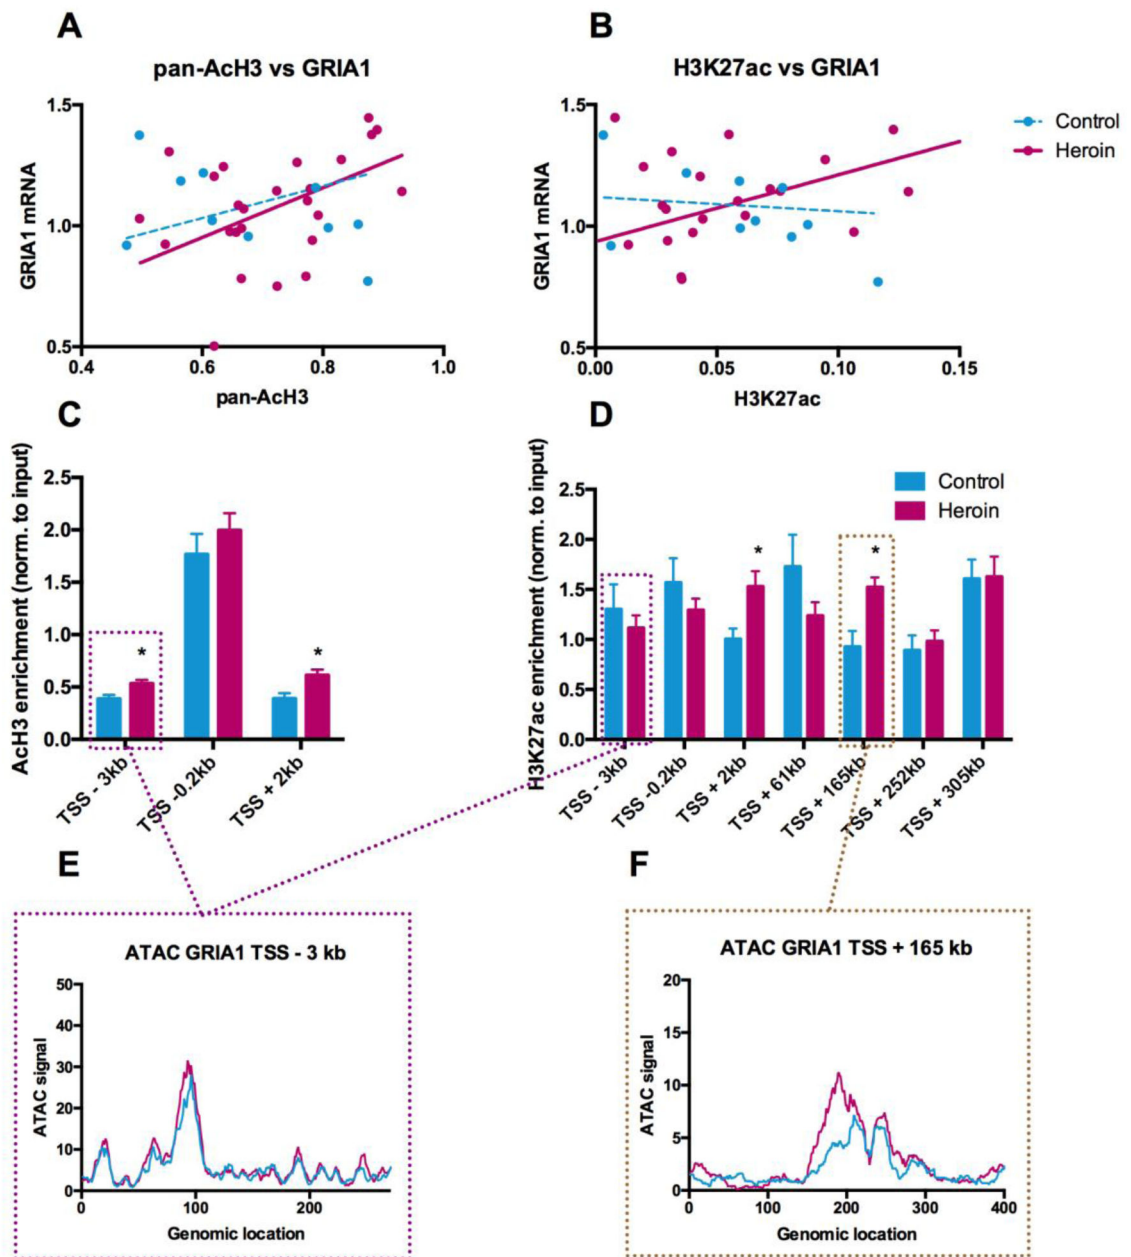 A
pan-AcH3 vs GRIA1
GRIA1 mRNA
1.5
1.0
0.5
0.4
0.6
0.8
1.0
pan-AcH3
B
H3K27ac vs GRIA1
GRIA1 mRNA
1.5
1.0
0.5
0.00
0.05
0.10
0.15
H3K27ac
Control
Heroin
C
AcH3 enrichment (norm. to input)
2.5
2.0
1.5
1.0
0.5
0.0
*
*
TSS - 3kb
TSS -0.2kb
TSS + 2kb
D
H3K27ac enrichment (norm. to input)
2.5
2.0
1.5
1.0
0.5
0.0
*
*
Control
Heroin
TSS - 3kb
TSS -0.2kb
TSS + 2kb
TSS + 61kb
TSS + 165kb
TSS + 252kb
TSS + 305kb
E
ATAC GRIA1 TSS - 3 kb
ATAC signal
50
40
30
20
10
0
0
100
200
Genomic location
F
ATAC GRIA1 TSS + 165 kb
ATAC signal
20
15
10
5
0
0
100
200
300
400
Genomic location